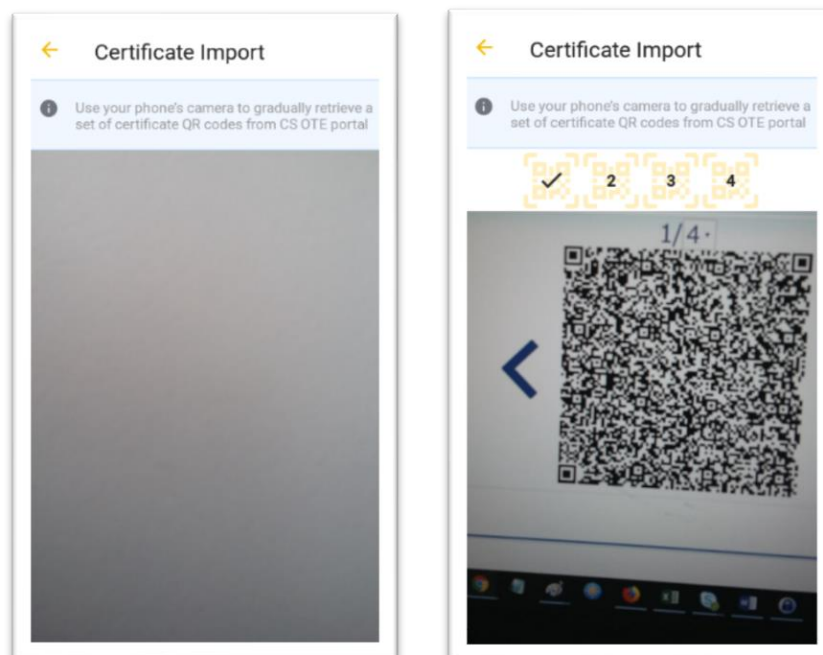 Certificate Import
Use your phone's camera to gradually retrieve a
set of certificate QR codes from CS OTE portal
Certificate Import
Use your phone's camera to gradually retrieve a
set of certificate QR codes from CS OTE portal
2 3 4
1/4